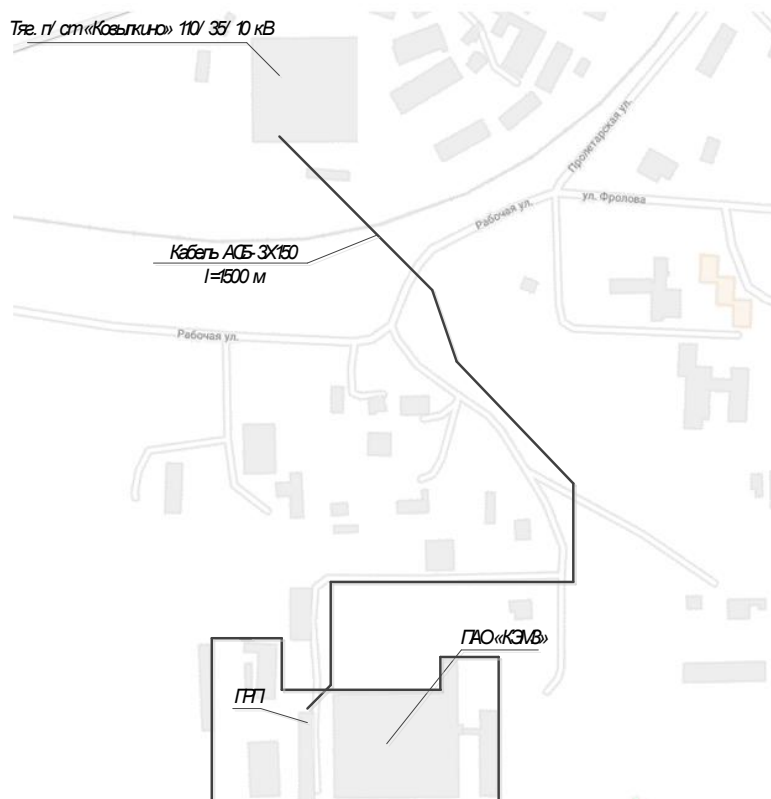 Тяг. п/ ст «Козылкино» 110/ 35/ 10 кВ
Пролетарская ул.
ул. Фролова
Рабочая ул.
Кабель АСБ- 3Х150
l=1500 м
Рабочая ул.
ПАО «КЭМЗ»
ГРП